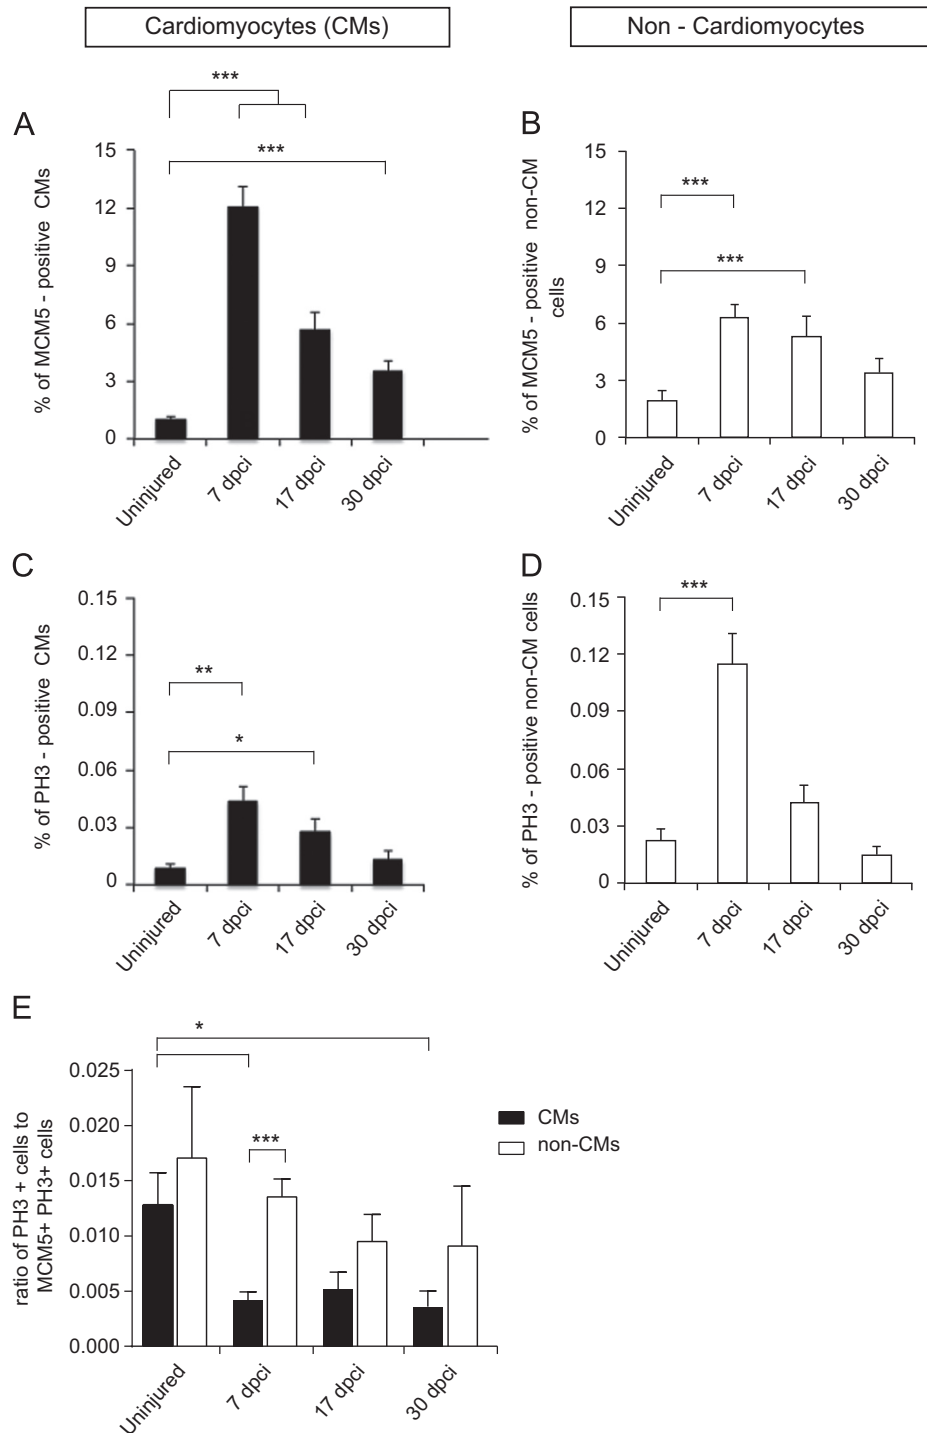 Cardiomyocytes (CMs)
Non - Cardiomyocytes
A
***
***
% of MCM5 - positive CMs
15
12
9
6
3
0
Uninjured
7 dpci
17 dpci
30 dpci
B
***
***
% of MCM5 - positive non-CM
cells
15
12
9
6
3
0
Uninjured
7 dpci
17 dpci
30 dpci
C
**
*
% of PH3 - positive CMs
0.15
0.12
0.09
0.06
0.03
0
Uninjured
7 dpci
17 dpci
30 dpci
D
***
% of PH3 - positive non-CM cells
0.15
0.12
0.09
0.06
0.03
0
Uninjured
7 dpci
17 dpci
30 dpci
E
*
***
ratio of PH3 + cells to
MCM5+ PH3+ cells
0.025
0.020
0.015
0.010
0.005
0.000
Uninjured
7 dpci
17 dpci
30 dpci
CMs
non-CMs